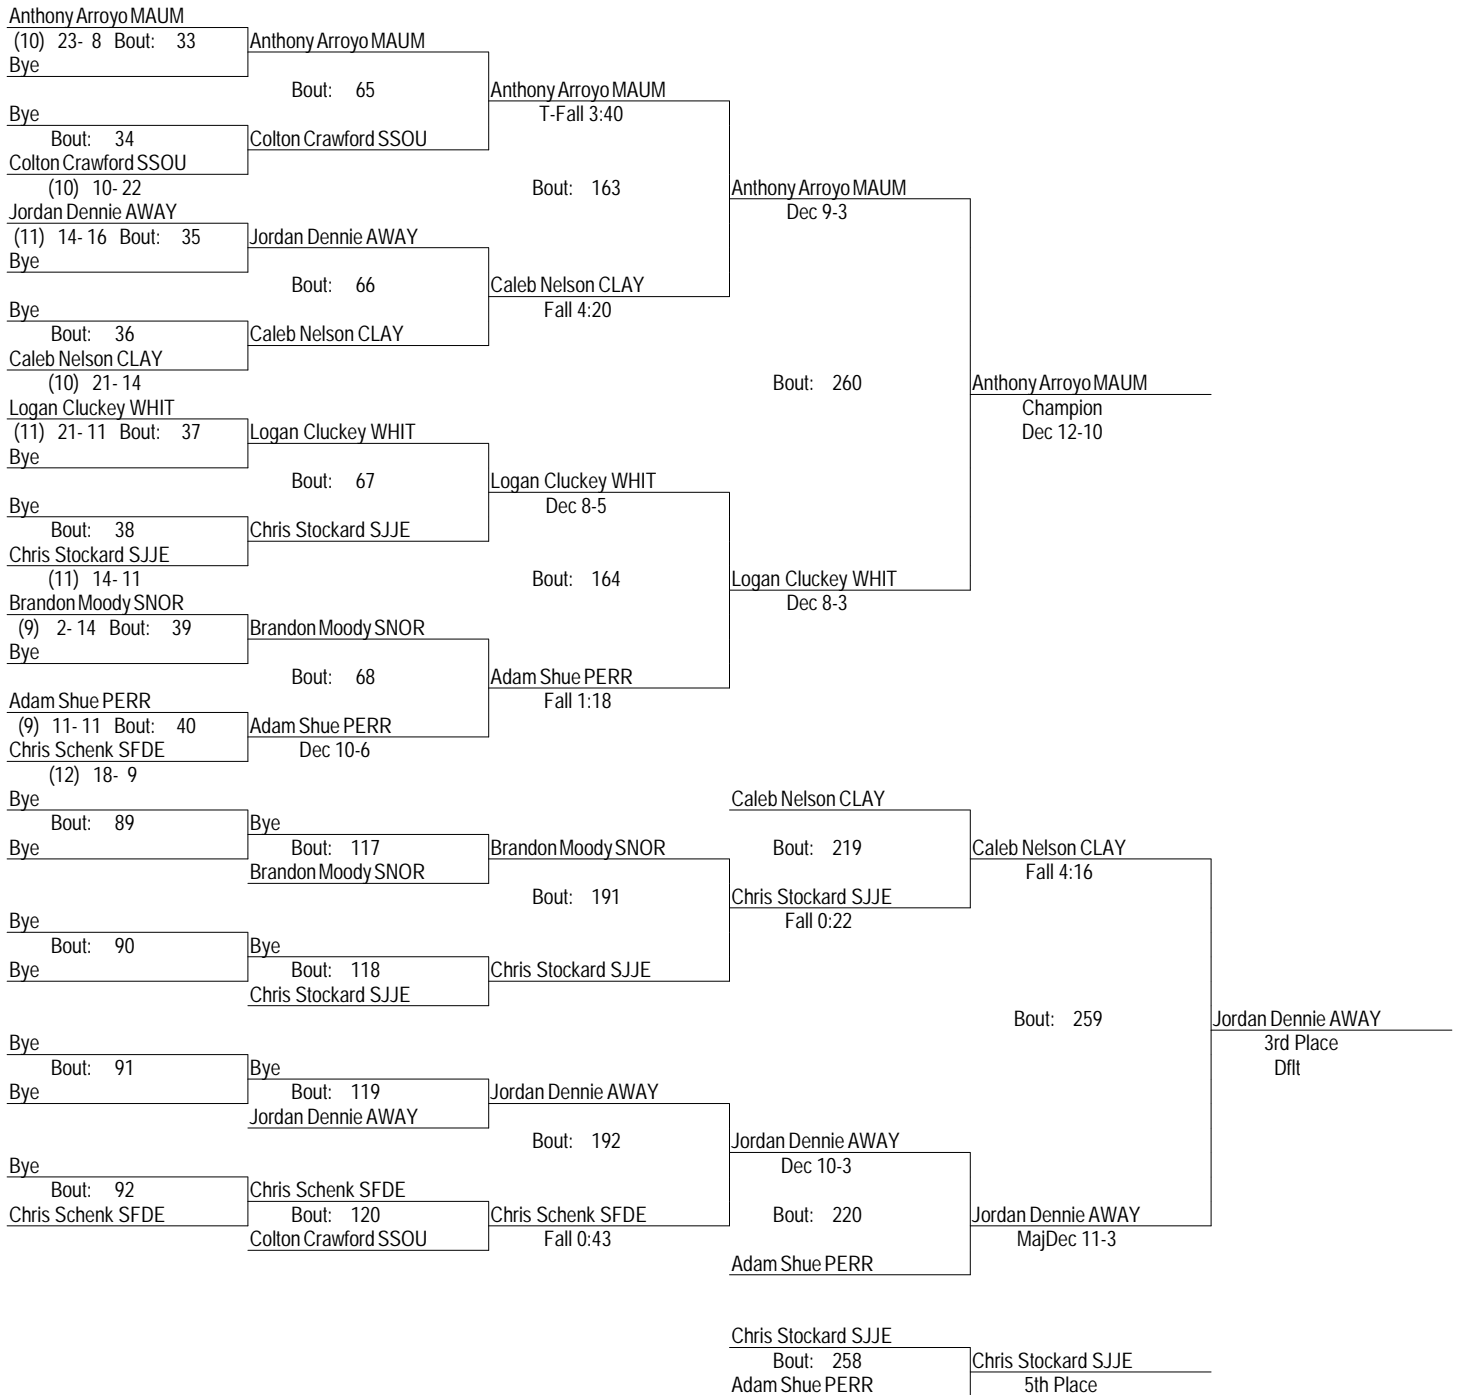 Anthony Arroyo MAUM
(10) 23- 8 Bout: 33 Anthony Arroyo MAUM
Bye
Bout: 65 Anthony Arroyo MAUM
Bye T-Fall 3:40
Bout: 34 Colton Crawford SSOU
Colton Crawford SSOU
(10) 10- 22 Bout: 163 Anthony Arroyo MAUM
Jordan Dennie AWAY Dec 9-3
(11) 14- 16 Bout: 35 Jordan Dennie AWAY
Bye
Bout: 66 Caleb Nelson CLAY
Bye Fall 4:20
Bout: 36 Caleb Nelson CLAY
Caleb Nelson CLAY
(10) 21- 14 Bout: 260 Anthony Arroyo MAUM
Logan Cluckey WHIT Champion
(11) 21- 11 Bout: 37 Logan Cluckey WHIT Dec 12-10
Bye
Bout: 67 Logan Cluckey WHIT
Bye Dec 8-5
Bout: 38 Chris Stockard SJJE
Chris Stockard SJJE
(11) 14- 11 Bout: 164 Logan Cluckey WHIT
Brandon Moody SNOR Dec 8-3
(9) 2- 14 Bout: 39 Brandon Moody SNOR
Bye
Bout: 68 Adam Shue PERR
Adam Shue PERR Fall 1:18
(9) 11- 11 Bout: 40 Adam Shue PERR
Chris Schenk SFDE Dec 10-6
(12) 18- 9
Bye Caleb Nelson CLAY
Bout: 89 Bye
Bye Bout: 117 Brandon Moody SNOR Bout: 219 Caleb Nelson CLAY
Brandon Moody SNOR Fall 4:16
Bout: 191 Chris Stockard SJJE
Bye Fall 0:22
Bout: 90 Bye
Bye Bout: 118 Chris Stockard SJJE
Chris Stockard SJJE
Bout: 259 Jordan Dennie AWAY
Bye 3rd Place
Bout: 91 Bye Dflt
Bye Bout: 119 Jordan Dennie AWAY
Jordan Dennie AWAY
Bout: 192 Jordan Dennie AWAY
Bye Dec 10-3
Bout: 92 Chris Schenk SFDE
Chris Schenk SFDE Bout: 120 Chris Schenk SFDE Bout: 220 Jordan Dennie AWAY
Colton Crawford SSOU Fall 0:43 MajDec 11-3
Adam Shue PERR
Chris Stockard SJJE
Bout: 258 Chris Stockard SJJE
Adam Shue PERR 5th Place